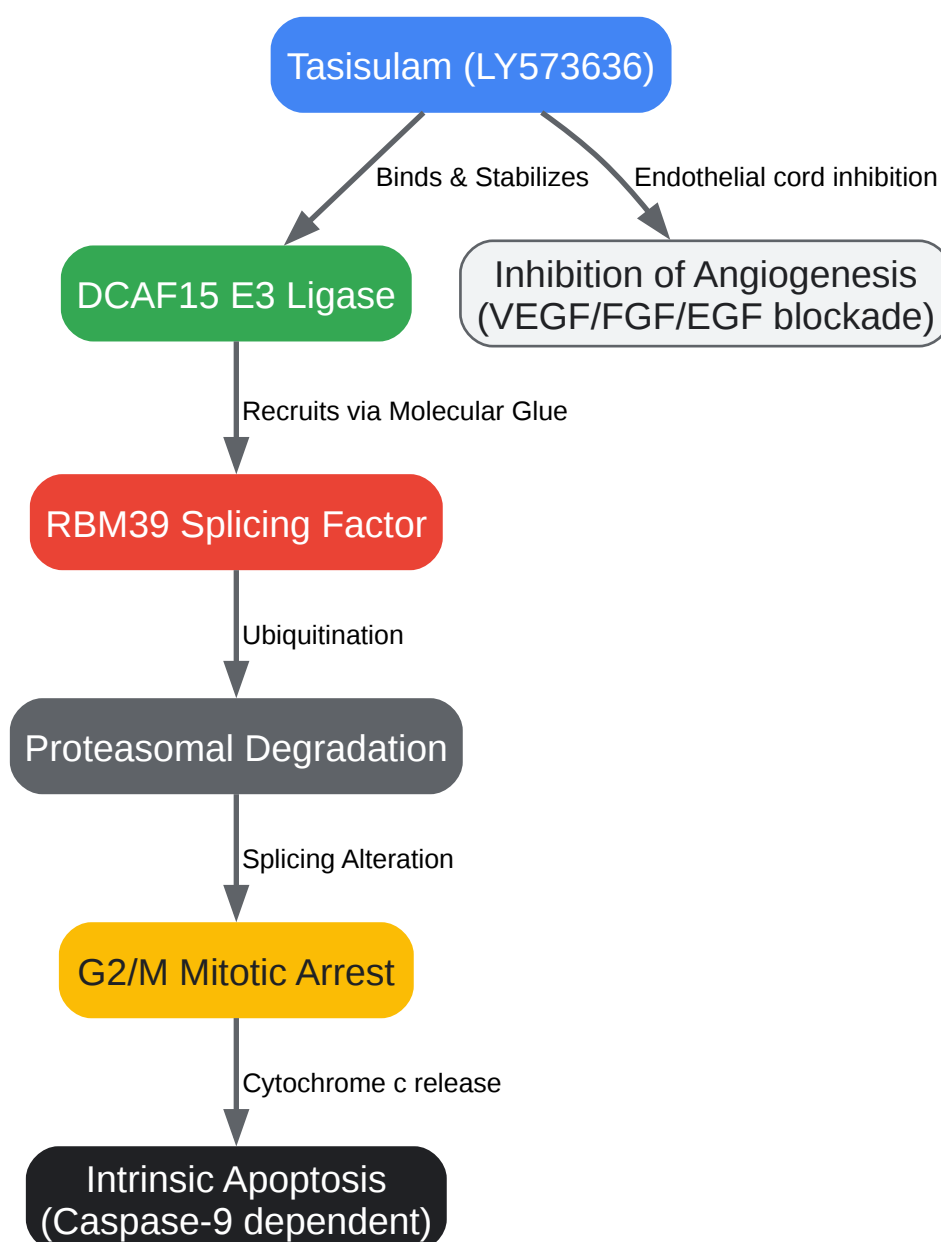 Tasisulam (LY573636)
Binds & Stabilizes
Endothelial cord inhibition
DCAF15 E3 Ligase
Inhibition of Angiogenesis
(VEGF/FGF/EGF blockade)
Recruits via Molecular Glue
RBM39 Splicing Factor
Ubiquitination
Proteasomal Degradation
Splicing Alteration
G2/M Mitotic Arrest
Cytochrome c release
Intrinsic Apoptosis
(Caspase-9 dependent)